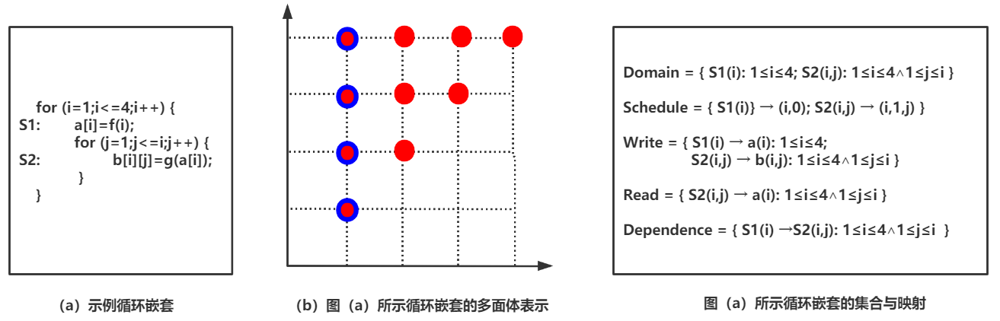 for (i=1;i<=4;i++) {
S1: a[i]=f(i);
for (j=1;j<=i;j++) {
S2: b[i][j]=g(a[i]);
}
}
(a) 示例循环嵌套
(b) 图（a）所示循环嵌套的多面体表示
Domain = { S1(i): 1≤i≤4; S2(i,j): 1≤i≤4∧1≤j≤i }
Schedule = { S1(i)} → (i,0); S2(i,j) → (i,1,j) }
Write = { S1(i) → a(i): 1≤i≤4;
S2(i,j) → b(i,j): 1≤i≤4∧1≤j≤i }
Read = { S2(i,j) → a(i): 1≤i≤4∧1≤j≤i }
Dependence = { S1(i) →S2(i,j): 1≤i≤4∧1≤j≤i }
图（a）所示循环嵌套的集合与映射